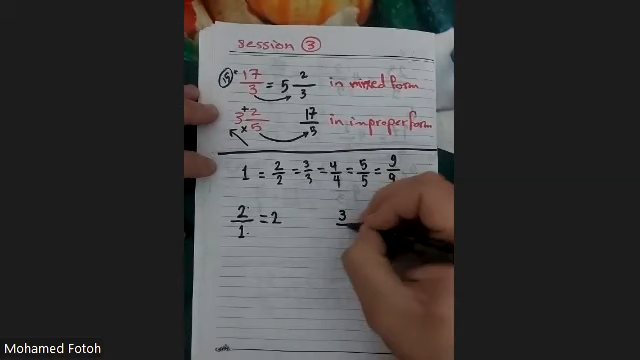 session ③
⑤• 17/3 = 5 2/3 in mixed form
3 + × 2/5 17/5 in improper form
1 = 2/2 = 3/3 = 4/4 = 5/5 = 9/9
2/1 = 2 3
Mohamed Fotoh